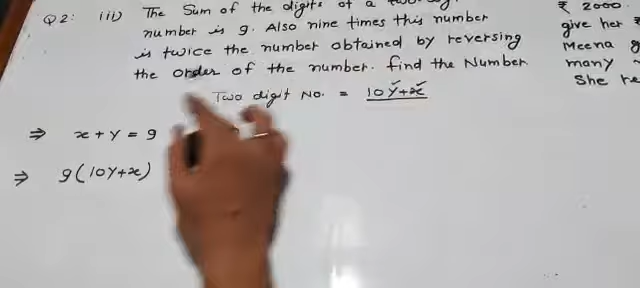 Q2: iii) The Sum of the digits of a two
number is 9. Also nine times this number
is twice the number obtained by reversing
the order of the number. find the Number
Two digit No. = 10y+x
⇒ x + y = 9
⇒ 9(10y+x)
₹ 2000
give her
Meena
many
She re